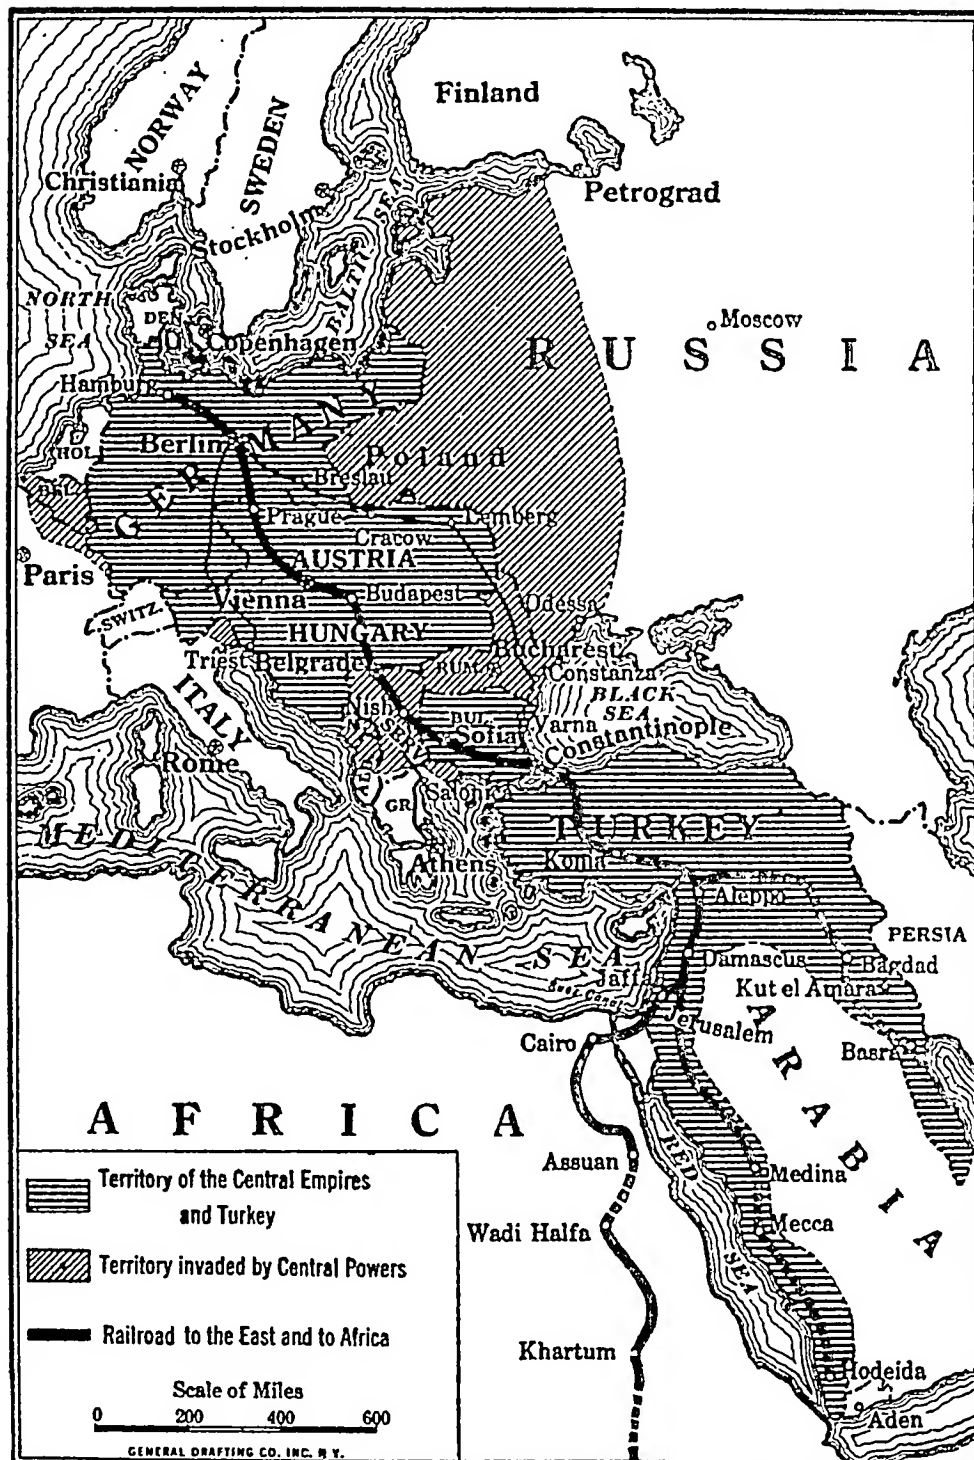 NORWAY
SWEDEN
Finland
Christiania
Stockholm
Petrograd
BALTIC SEA
NORTH
SEA
DEN
Copenhagen
Moscow
RUSSIA
Hamburg
HOL.
BEL.
GERMANY
Berlin
Poland
Breslau
Prague
Cracow
Lemberg
Paris
AUSTRIA
Vienna
Budapest
Odessa
SWITZ.
HUNGARY
Bucharest
Triest
Belgrade
RUM
Constanza
BLACK
SEA
ITALY
Nish
SERV
BUL.
Sofia
Varna
Constantinople
Rome
GR.
Athens
TURKEY
MEDITERRANEAN SEA
Aleppo
PERSIA
Damascus
Bagdad
Jaffa
Kut el Amara
Suez Canal
Jerusalem
Cairo
Basra
ARABIA
AFRICA
Assuan
RED
SEA
Medina
Wadi Halfa
Mecca
Khartum
Hodeida
Aden
Territory of the Central Empires
and Turkey
Territory invaded by Central Powers
Railroad to the East and to Africa
Scale of Miles
0 200 400 600
GENERAL DRAFTING CO. INC. N.Y.